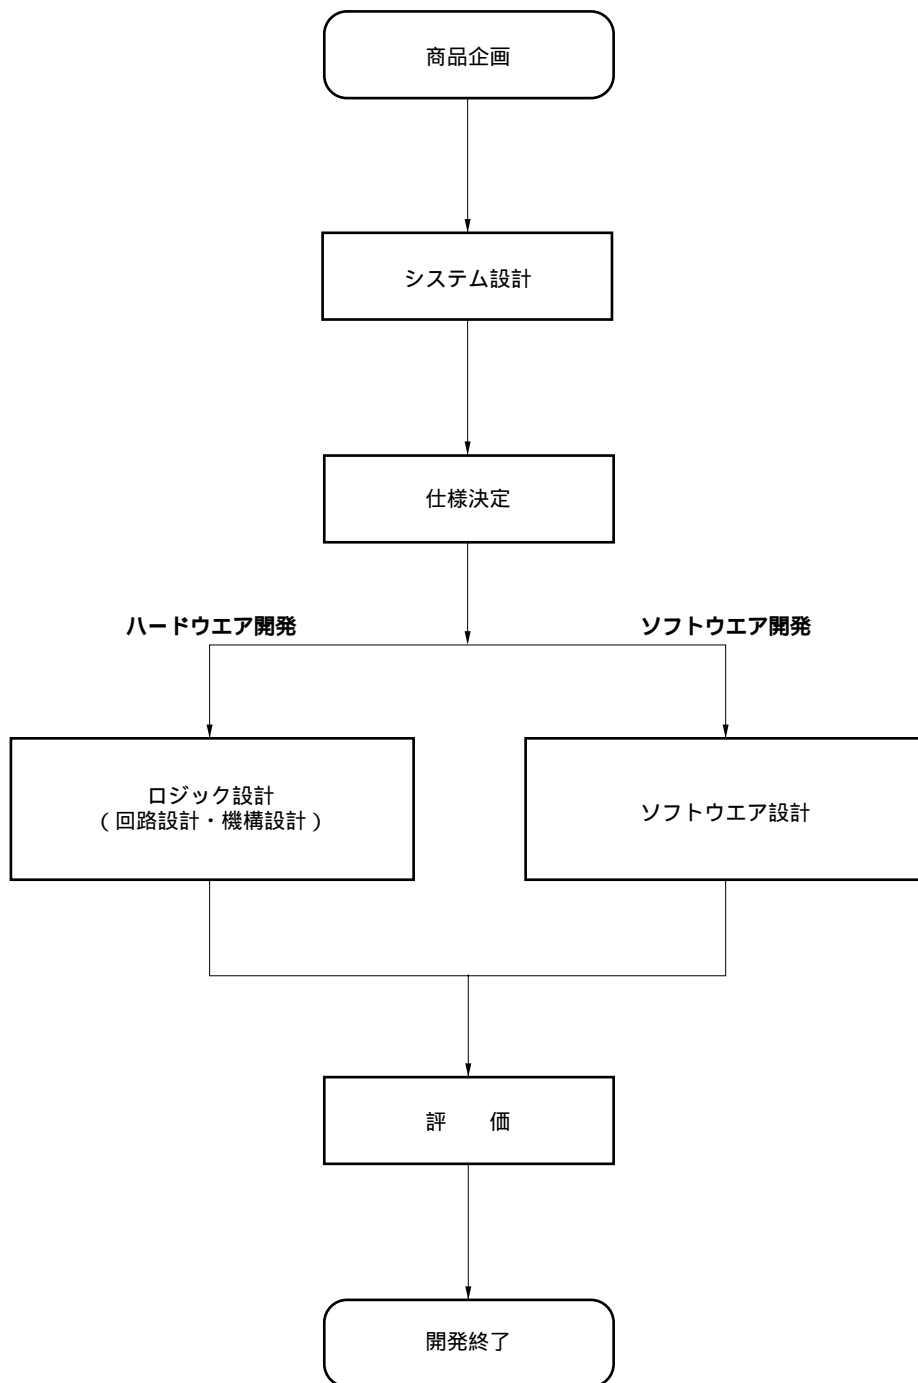 商品企画
システム設計
仕様決定
ハードウエア開発
ソフトウエア開発
ロジック設計
（回路設計・機構設計）
ソフトウエア設計
評　価
開発終了